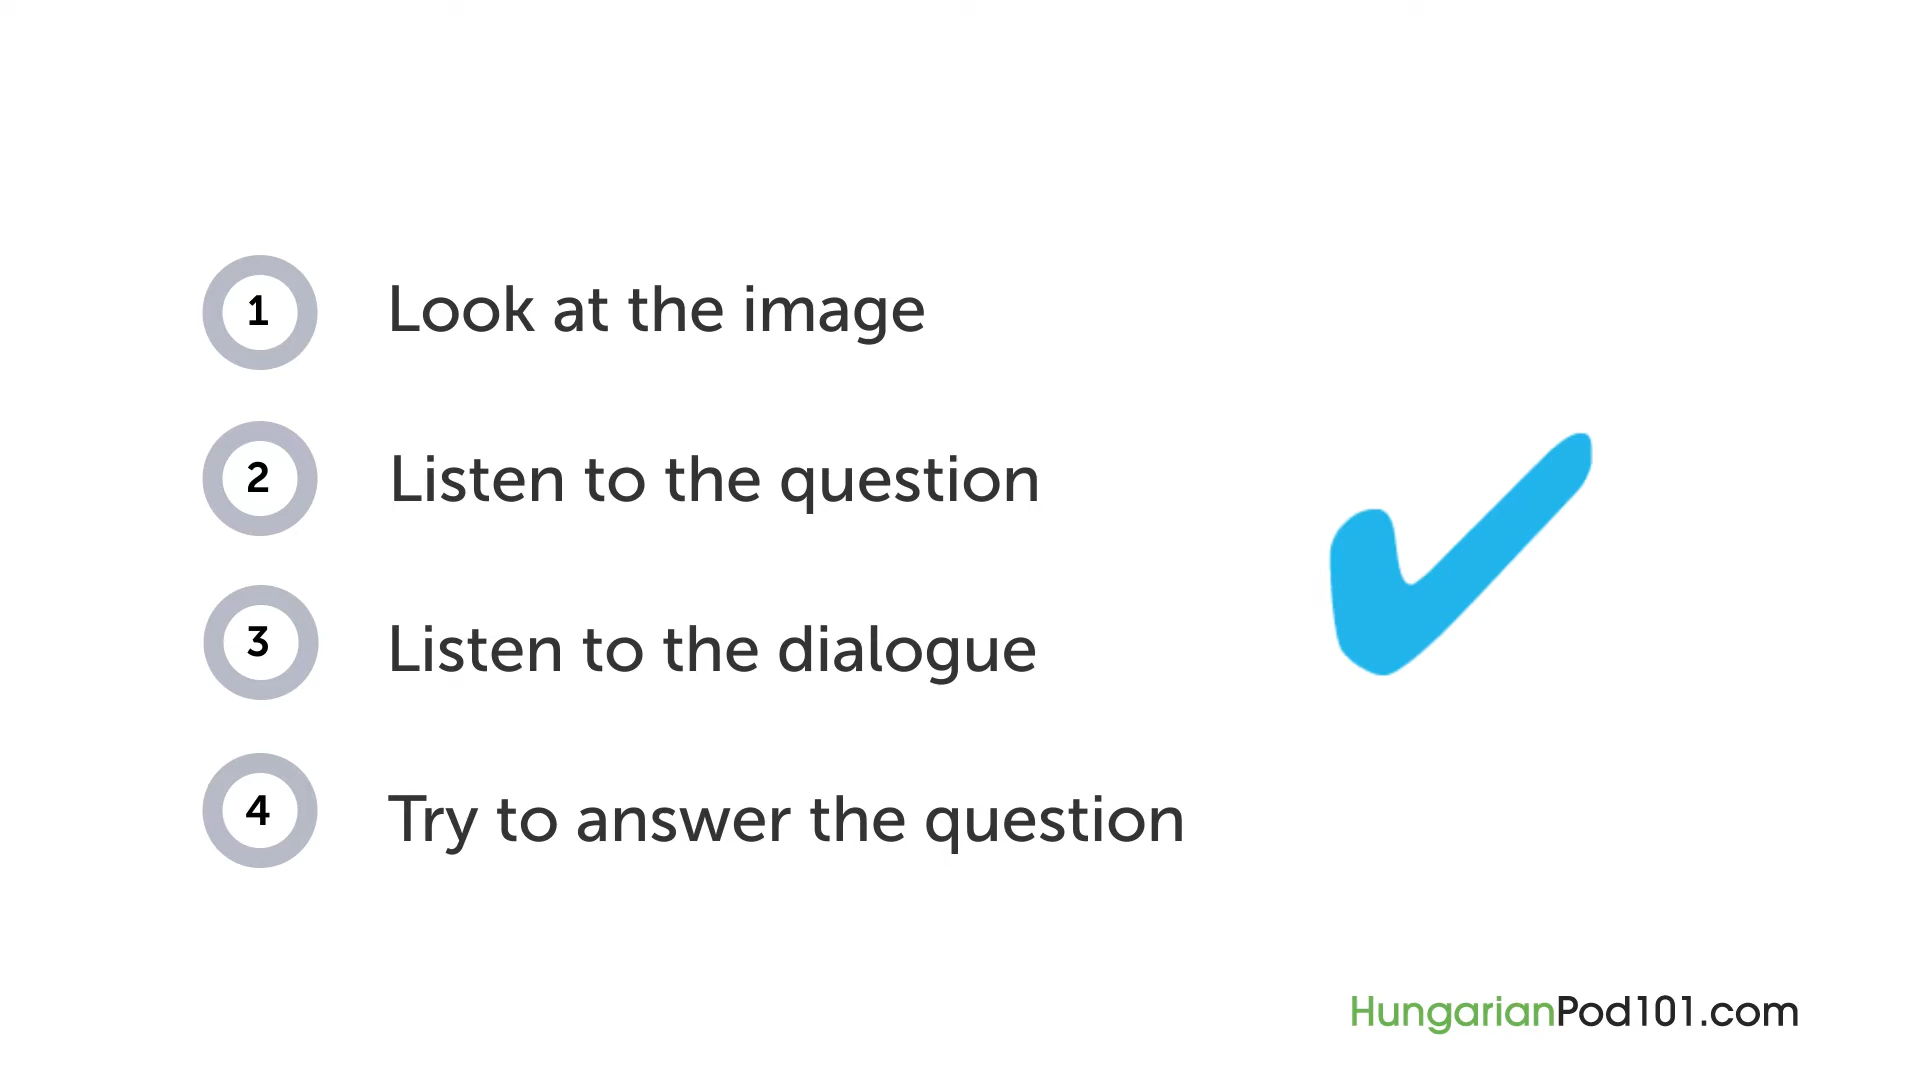 1 Look at the image
2 Listen to the question
3 Listen to the dialogue
4 Try to answer the question
HungarianPod101.com